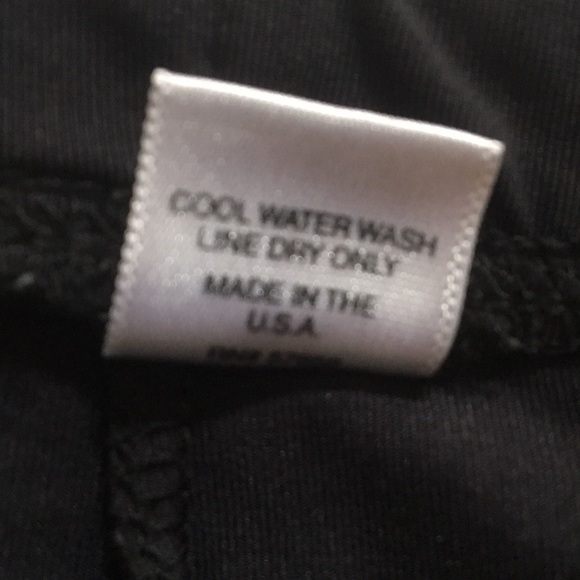 COOL WATER WASH
LINE DRY ONLY
MADE IN THE
U.S.A